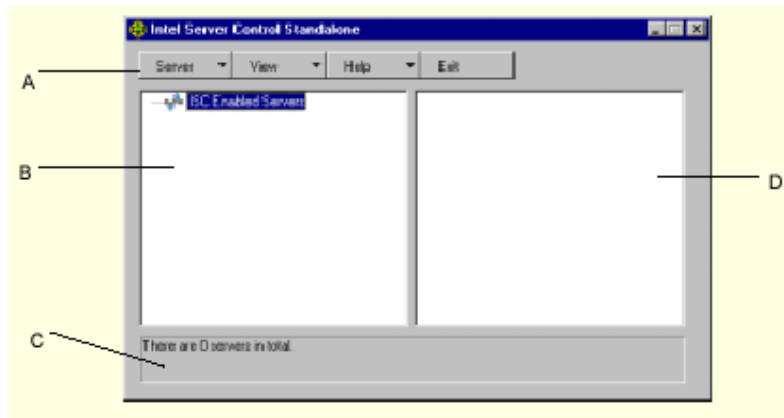 Intel Server Control Standalone
Server View Help Exit
A
ISC Enabled Servers
B
D
C
There are 0 servers in total.